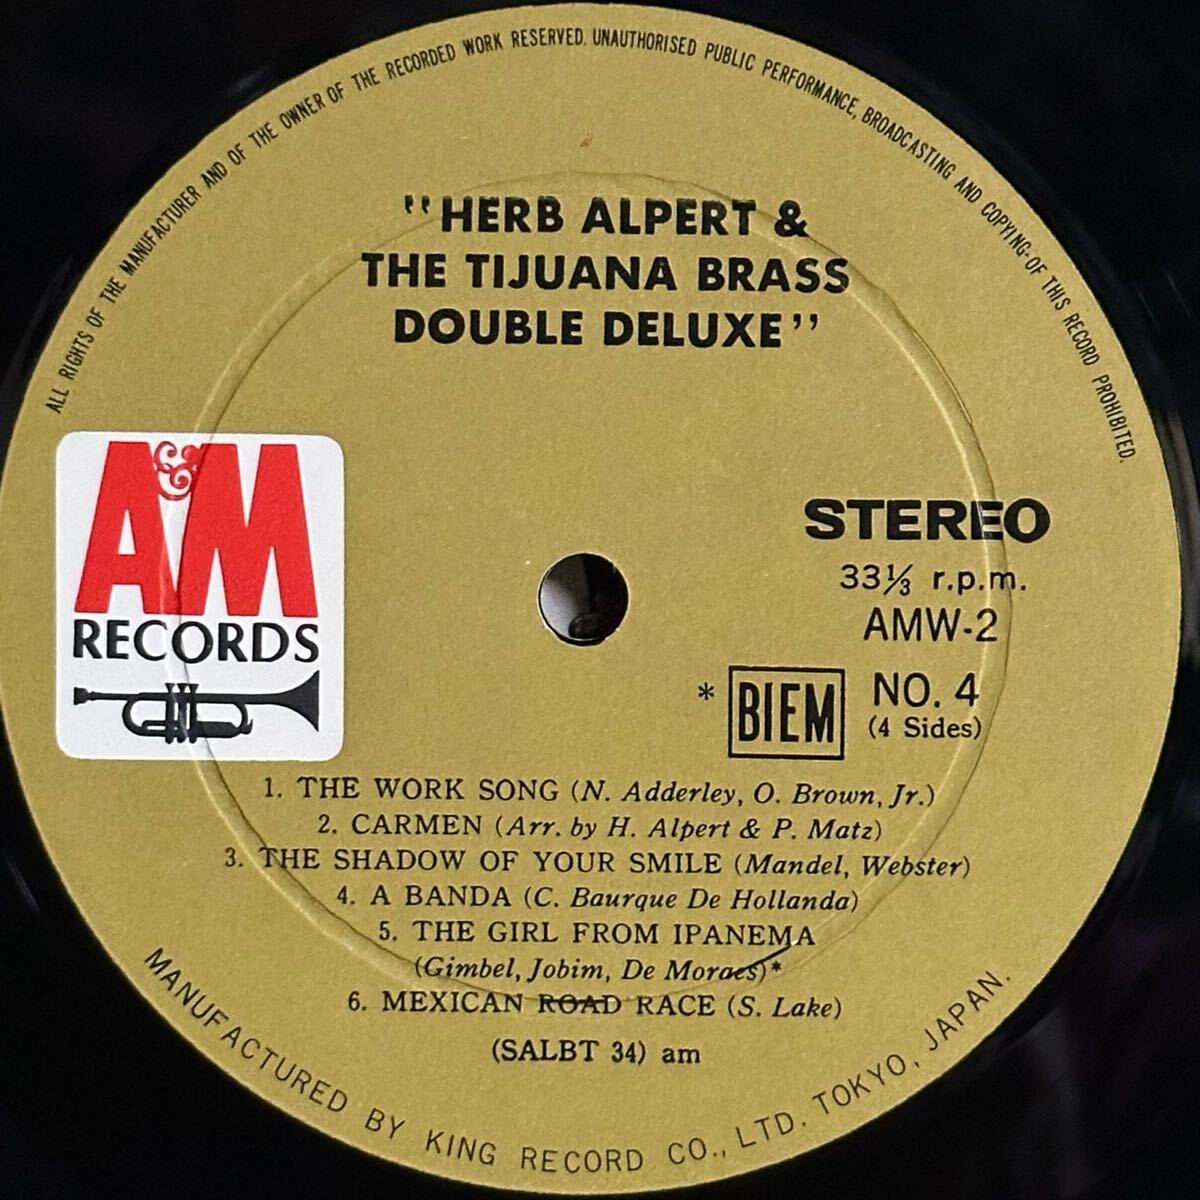 ALL RIGHTS OF THE MANUFACTURER AND OF THE OWNER OF THE RECORDED WORK RESERVED. UNAUTHORISED PUBLIC PERFORMANCE, BROADCASTING AND COPYING OF THIS RECORD PROHIBITED.
"HERB ALPERT &
THE TIJUANA BRASS
DOUBLE DELUXE"
A&M
RECORDS
STEREO
33⅓ r.p.m.
AMW-2
* BIEM NO. 4
(4 Sides)
1. THE WORK SONG (N. Adderley, O. Brown, Jr.)
2. CARMEN (Arr. by H. Alpert & P. Matz)
3. THE SHADOW OF YOUR SMILE (Mandel, Webster)
4. A BANDA (C. Baurque De Hollanda)
5. THE GIRL FROM IPANEMA
(Gimbel, Jobim, De Moraes)*
6. MEXICAN ROAD RACE (S. Lake)
(SALBT 34) am
MANUFACTURED BY KING RECORD CO., LTD. TOKYO, JAPAN.